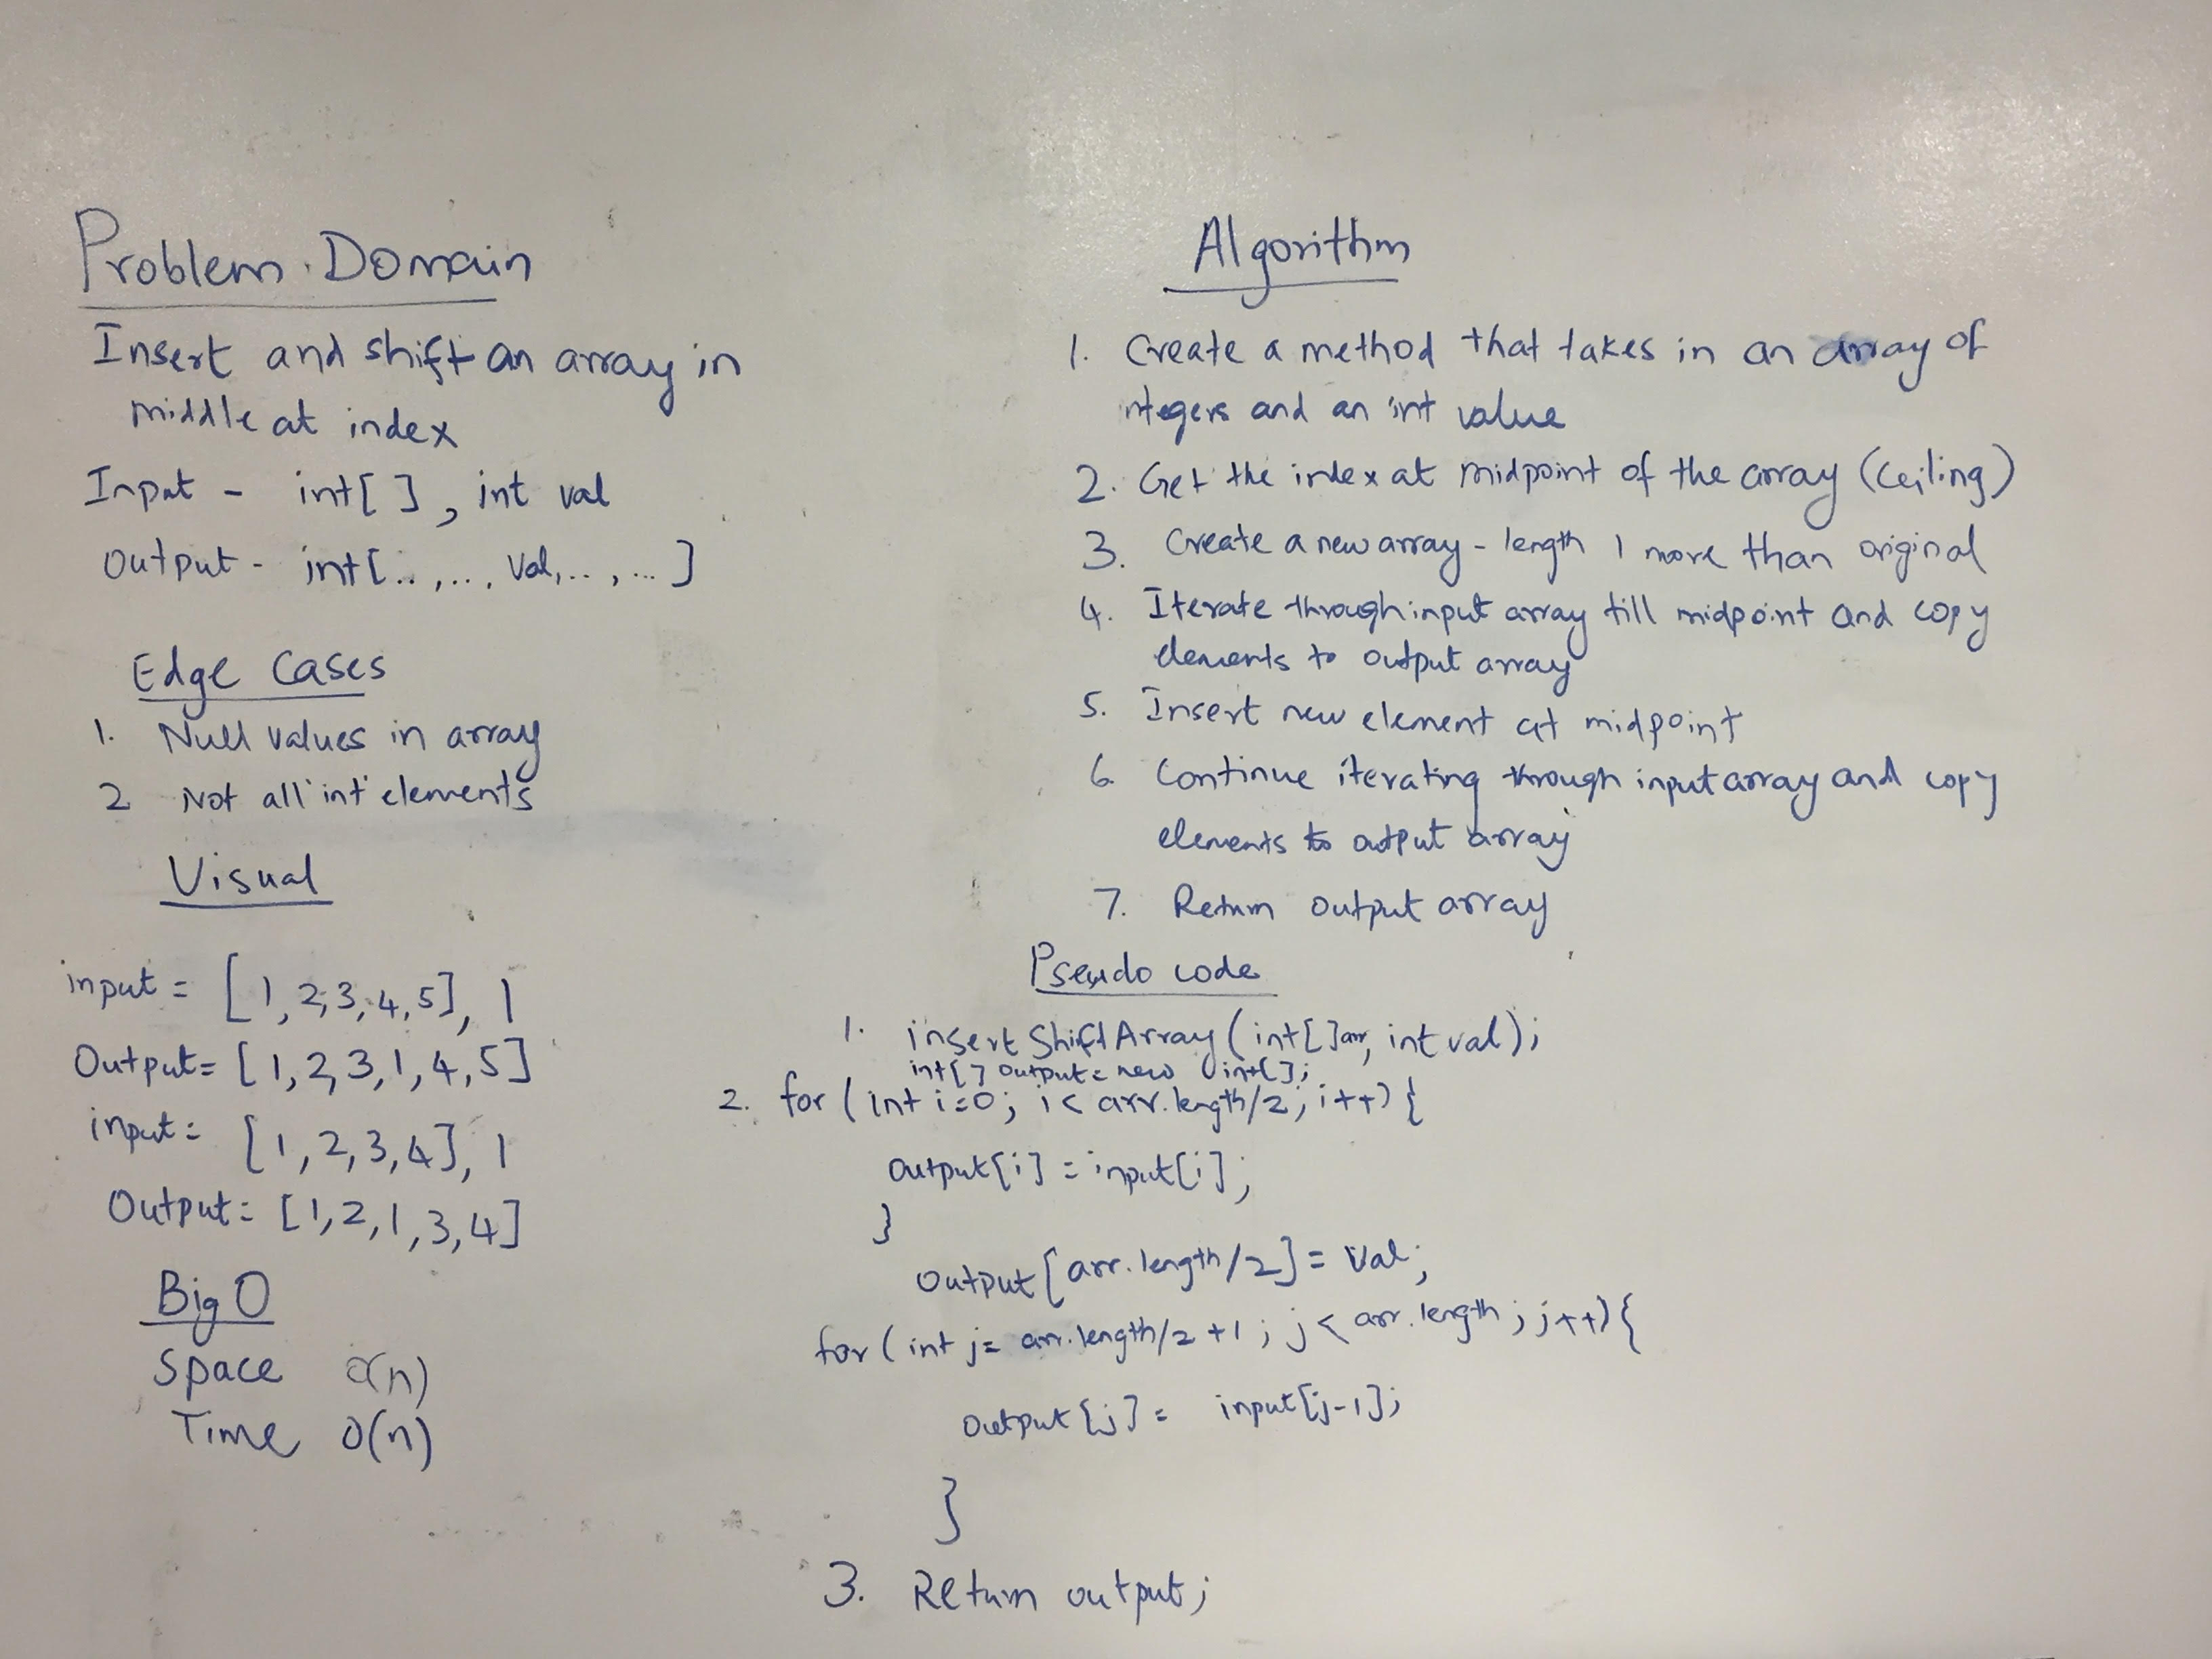 Problem Domain
Insert and shift an array in
middle at index
Input - int[ ], int val
Output - int[..,..., val,..,...]
Edge Cases
1. Null values in array
2 Not all int elements
Visual
input = [1,2,3,4,5], 1
Output = [1,2,3,1,4,5]
input = [1,2,3,4], 1
Output = [1,2,1,3,4]
Big O
Space O(n)
Time O(n)
Algorithm
1. Create a method that takes in an array of
ntegers and an int value
2. Get the index at midpoint of the array (Ceiling)
3. Create a new array - length 1 more than original
4. Iterate through input array till midpoint and copy
elements to output array
5. Insert new element at midpoint
6 Continue iterating through input array and copy
elements to output array
7. Return output array
Pseudo code
1. insertShiftArray(int[]arr, int val);
int[] output = new int[];
2. for (int i=0; i< arr.length/2; i++) {
output[i] = input[i];
}
Output[arr.length/2] = Val;
for (int j= arr.length/2 +1; j< arr.length; j++){
output[j] = input[j-1];
}
3. Return output;